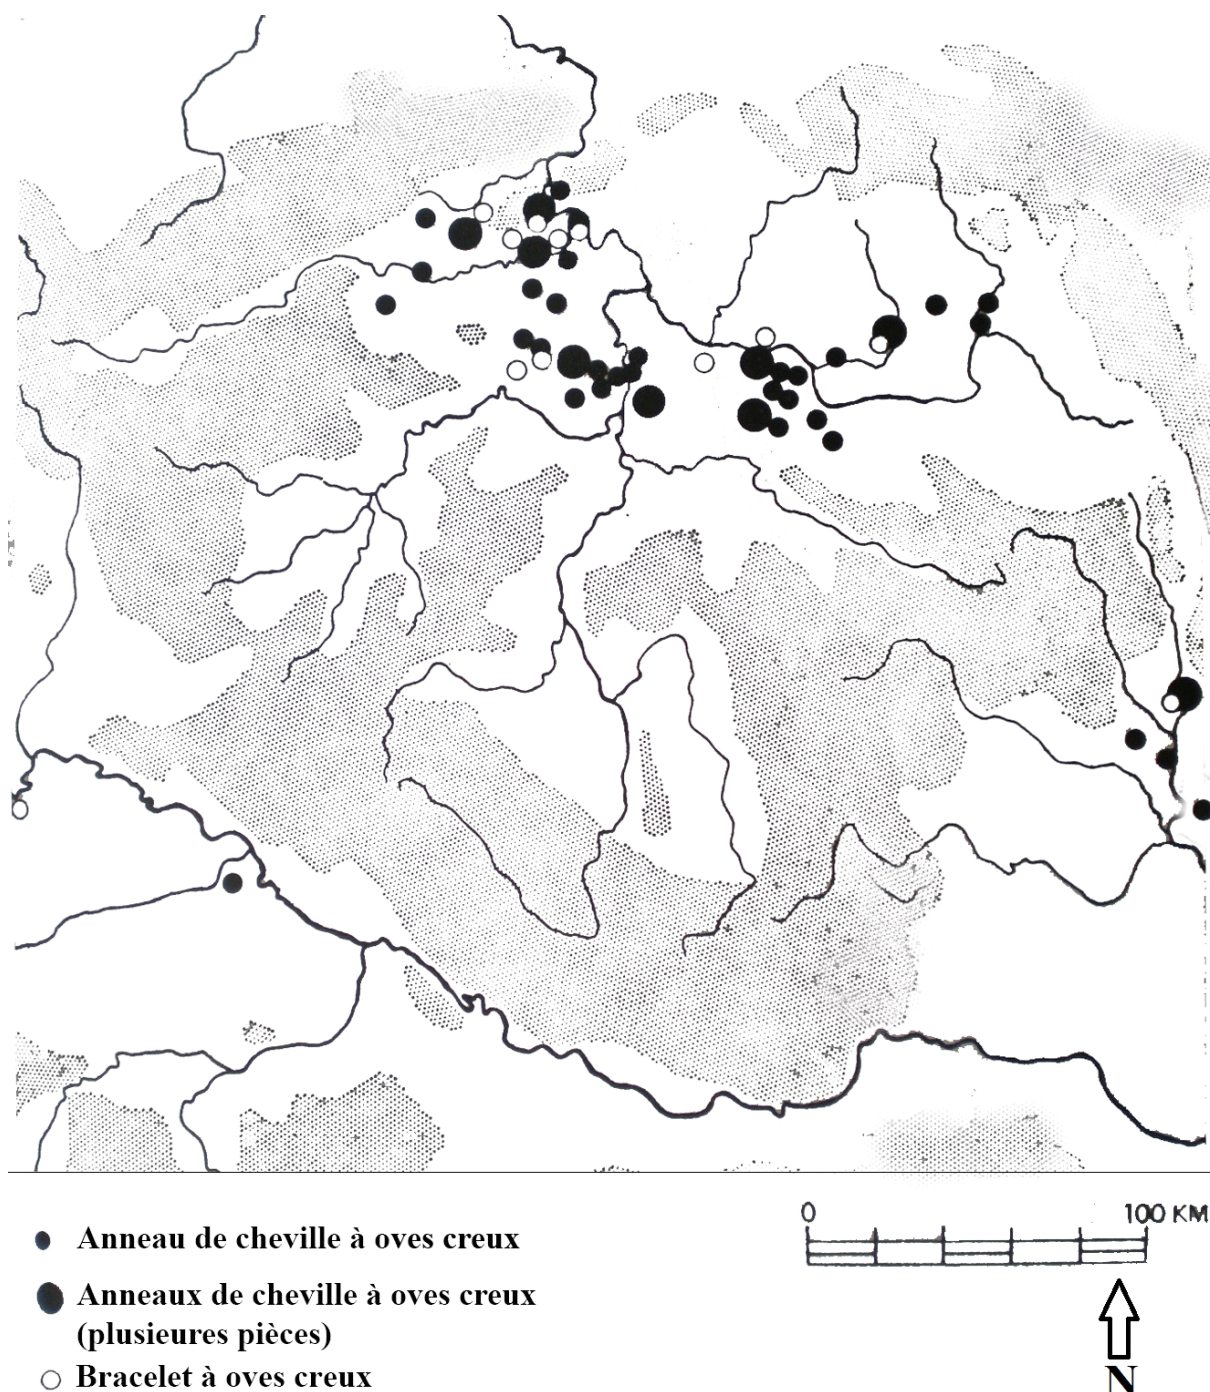 Anneau de cheville à oves creux
Anneaux de cheville à oves creux
(plusieures pièces)
Bracelet à oves creux
0 100 KM
N